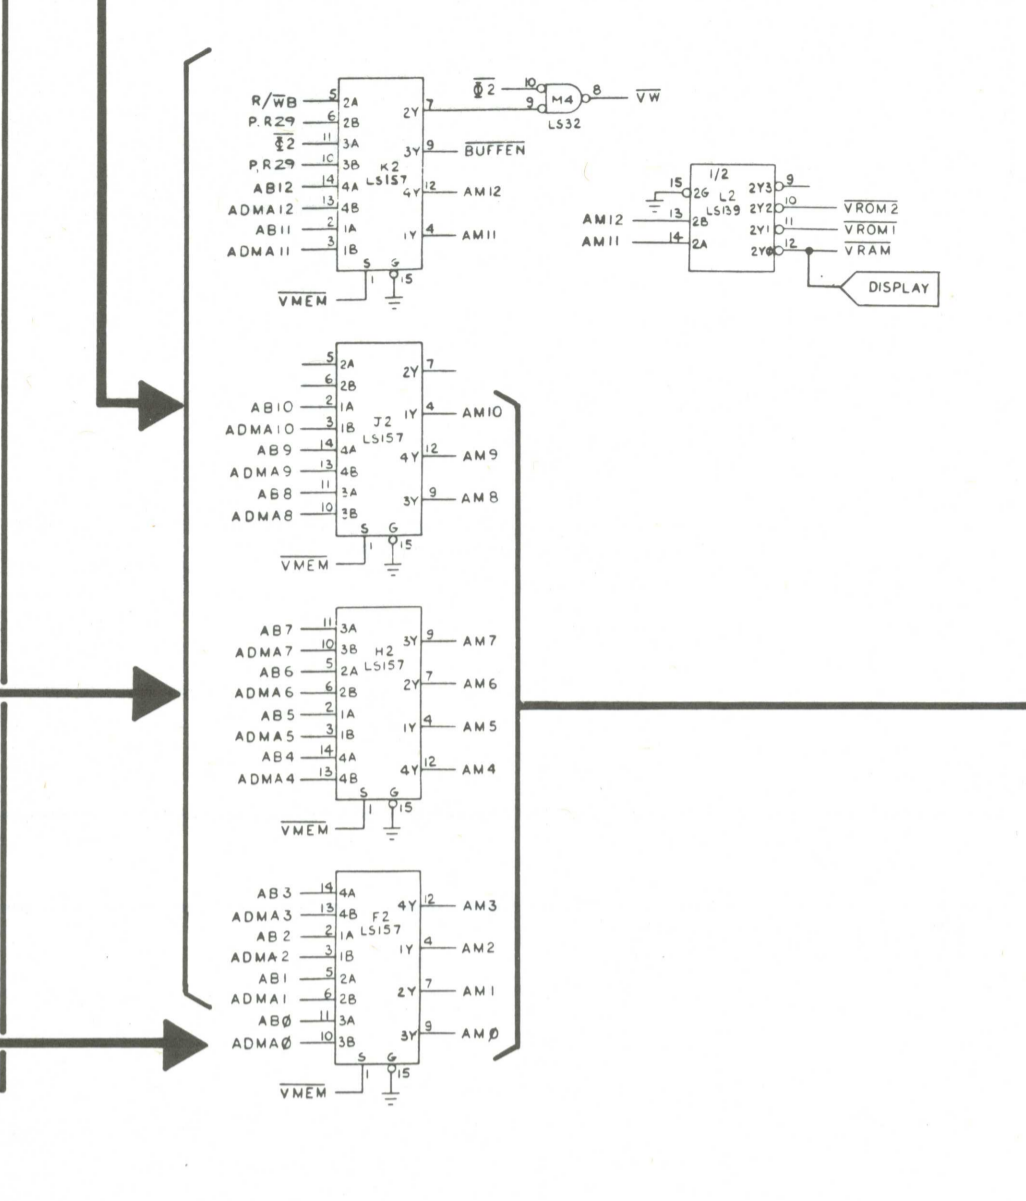 R/WB 5 2A
P.R29 6 2B
Φ2 11 3A
P.R29 10 3B
AB12 14 4A
ADMA12 13 4B
AB11 2 1A
ADMA11 3 1B
K2
LS157
2Y 7
3Y 9 BUFFEN
4Y 12 AM12
1Y 4 AM11
S G
1 15
VMEM
Φ2 10
9
M4
8 VW
LS32
1/2
L2
LS139
15 2G
AM12 13 2B
AM11 14 2A
2Y3 9
2Y2 10 VROM2
2Y1 11 VROM1
2YØ 12 VRAM
DISPLAY
5 2A
6 2B
AB10 2 1A
ADMA10 3 1B
AB9 14 4A
ADMA9 13 4B
AB8 11 3A
ADMA8 10 3B
J2
LS157
2Y 7
1Y 4 AM10
4Y 12 AM9
3Y 9 AM8
S G
1 15
VMEM
AB7 11 3A
ADMA7 10 3B
AB6 5 2A
ADMA6 6 2B
AB5 2 1A
ADMA5 3 1B
AB4 14 4A
ADMA4 13 4B
H2
LS157
3Y 9 AM7
2Y 7 AM6
1Y 4 AM5
4Y 12 AM4
S G
1 15
VMEM
AB3 14 4A
ADMA3 13 4B
AB2 2 1A
ADMA2 3 1B
AB1 5 2A
ADMA1 6 2B
ABØ 11 3A
ADMAØ 10 3B
F2
LS157
4Y 12 AM3
1Y 4 AM2
2Y 7 AM1
3Y 9 AMØ
S G
1 15
VMEM